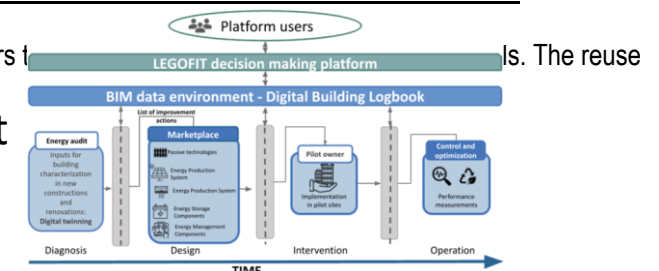 Platform users
rs t
ls. The reuse
LEGOFIT decision making platform
BIM data environment - Digital Building Logbook
t
List of improvement
actions
Energy audit
Inputs for
building
characterization
in new
constructions
and
renovations:
Digital twinning
Marketplace
Passive technologies
Energy Production
System
Energy Production System
Energy Storage
Components
Energy Management
Components
Pilot owner
Implementation
in pilot sites
Control and
optimization
Performance
measurements
Diagnosis
Design
Intervention
Operation
TIME